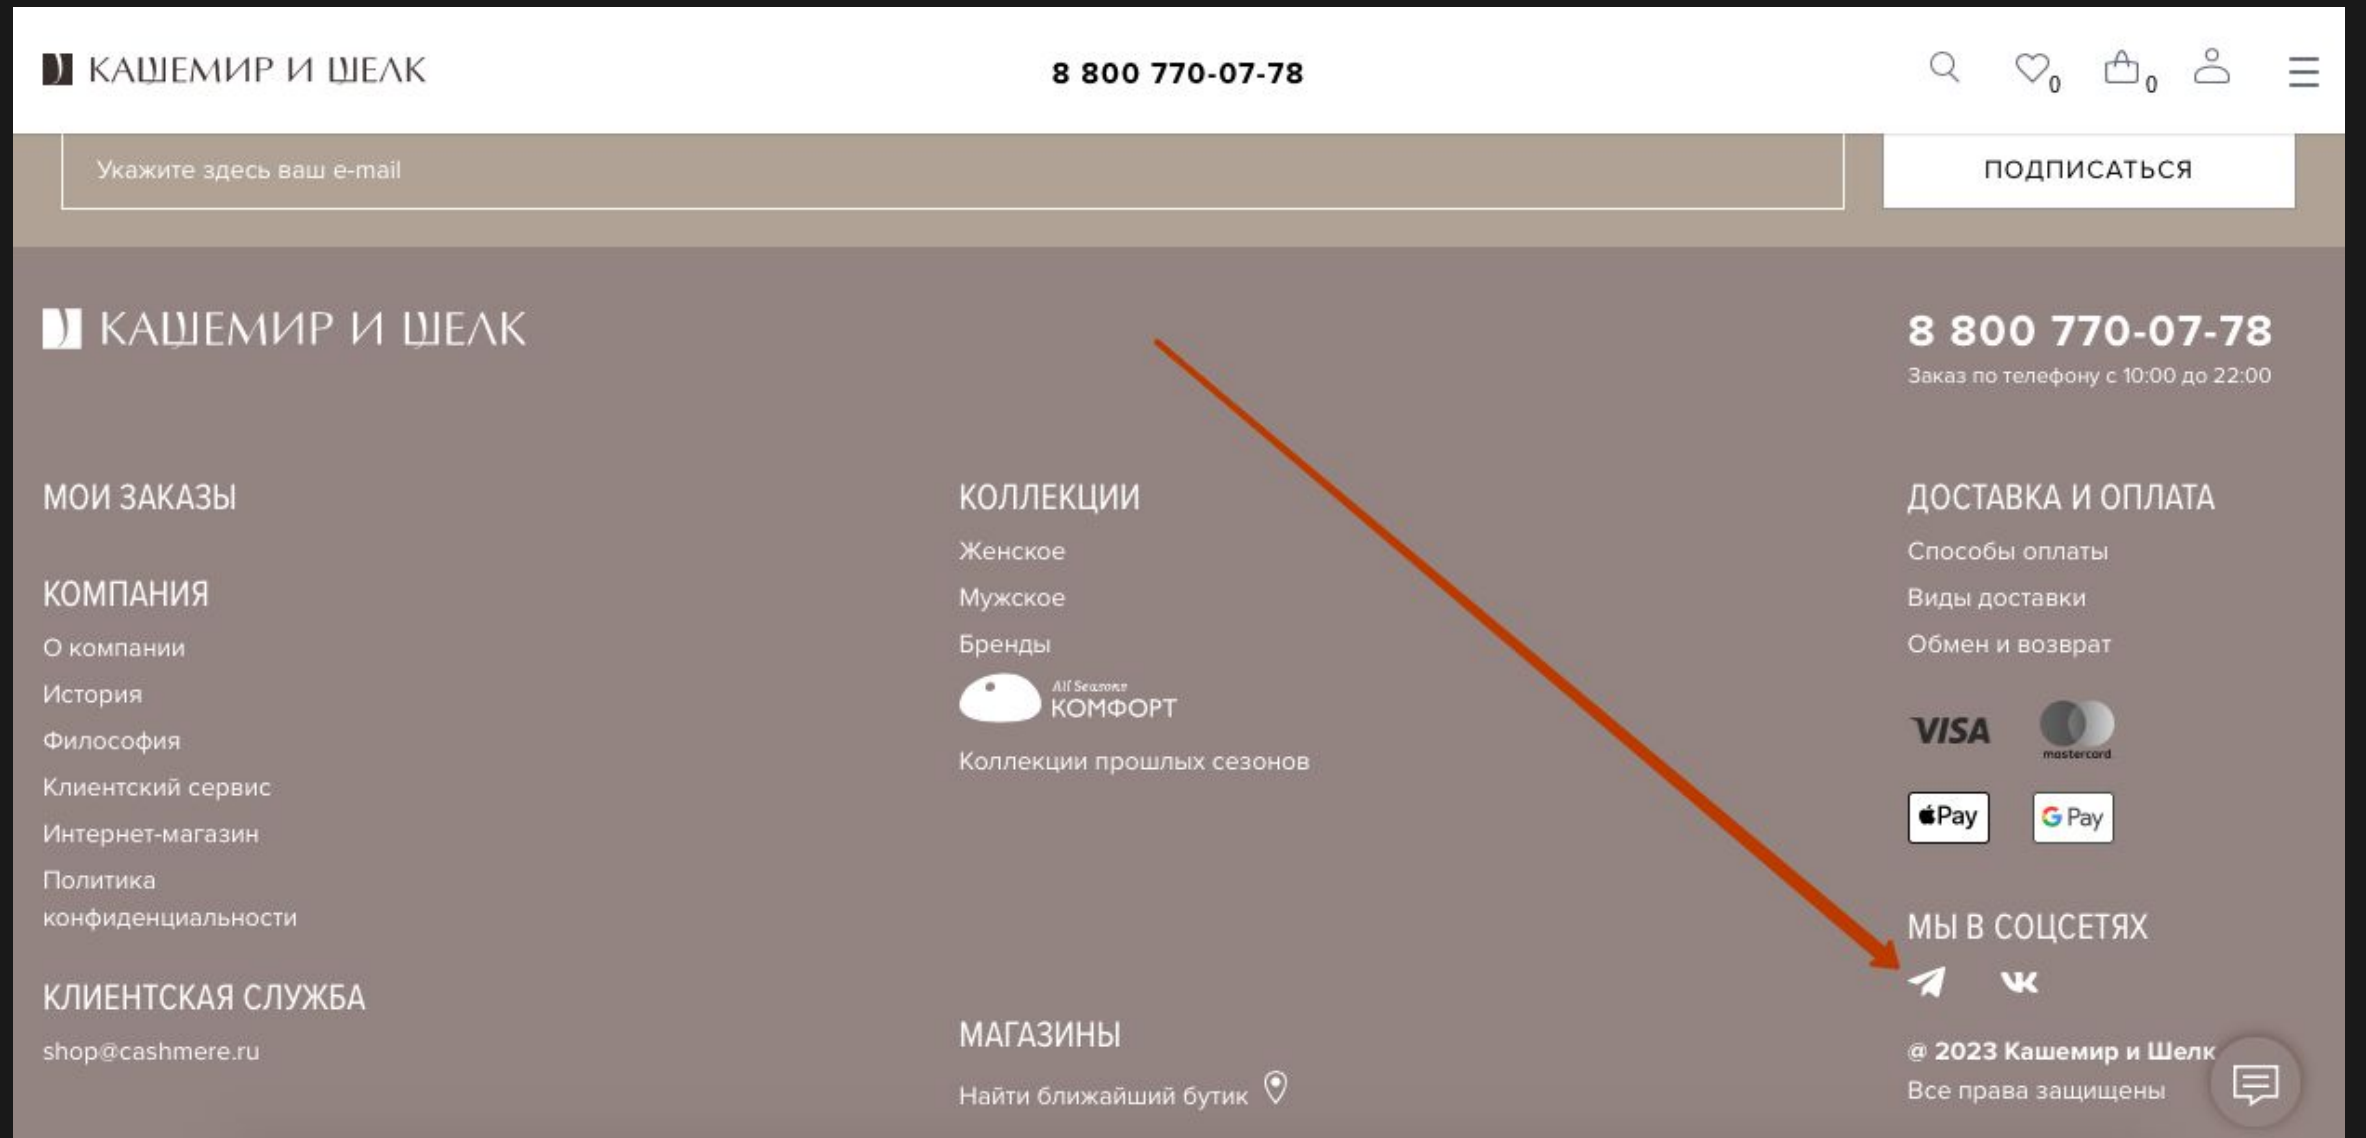 КАШЕМИР И ШЕЛК
8 800 770-07-78
0
0
Укажите здесь ваш e-mail
ПОДПИСАТЬСЯ
КАШЕМИР И ШЕЛК
8 800 770-07-78
Заказ по телефону с 10:00 до 22:00
МОИ ЗАКАЗЫ
КОМПАНИЯ
О компании
История
Философия
Клиентский сервис
Интернет-магазин
Политика
конфиденциальности
КЛИЕНТСКАЯ СЛУЖБА
shop@cashmere.ru
КОЛЛЕКЦИИ
Женское
Мужское
Бренды
All Seasons
КОМФОРТ
Коллекции прошлых сезонов
МАГАЗИНЫ
Найти ближайший бутик
ДОСТАВКА И ОПЛАТА
Способы оплаты
Виды доставки
Обмен и возврат
VISA
mastercard
Pay
G Pay
МЫ В СОЦСЕТЯХ
@ 2023 Кашемир и Шелк
Все права защищены